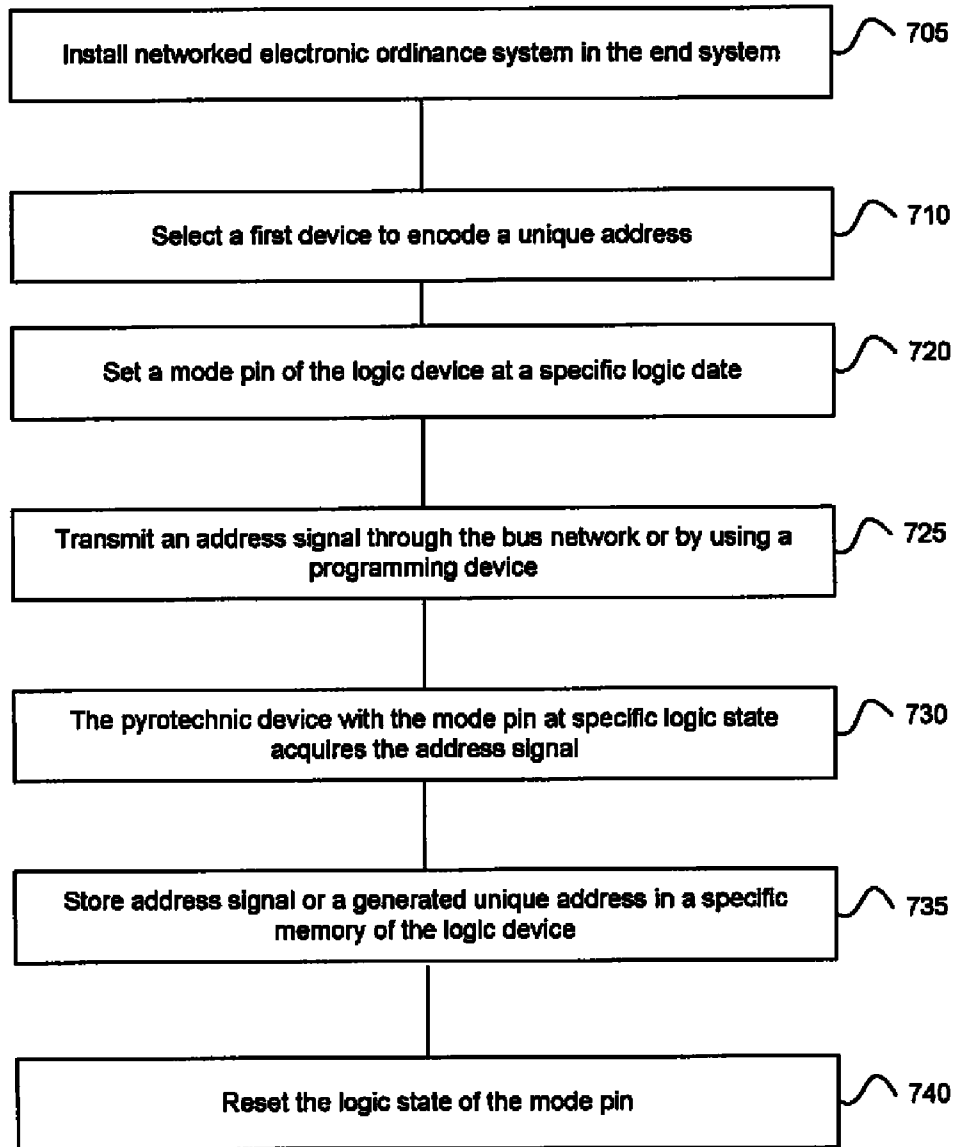 Install networked electronic ordinance system in the end system
705
Select a first device to encode a unique address
710
Set a mode pin of the logic device at a specific logic date
720
Transmit an address signal through the bus network or by using a
programming device
725
The pyrotechnic device with the mode pin at specific logic state
acquires the address signal
730
Store address signal or a generated unique address in a specific
memory of the logic device
735
Reset the logic state of the mode pin
740